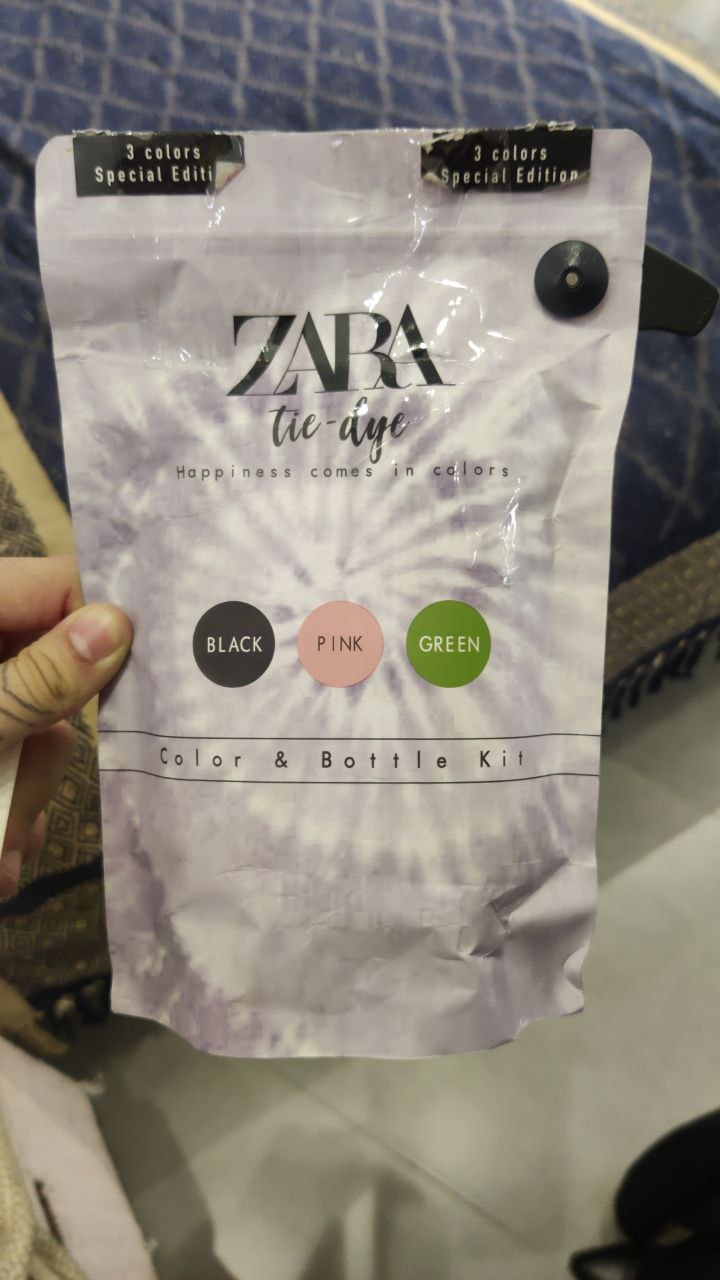 3 colors
Special Editi
3 colors
Special Edition
ZARA
tie-dye
Happiness comes in colors
BLACK
PINK
GREEN
Color & Bottle Kit